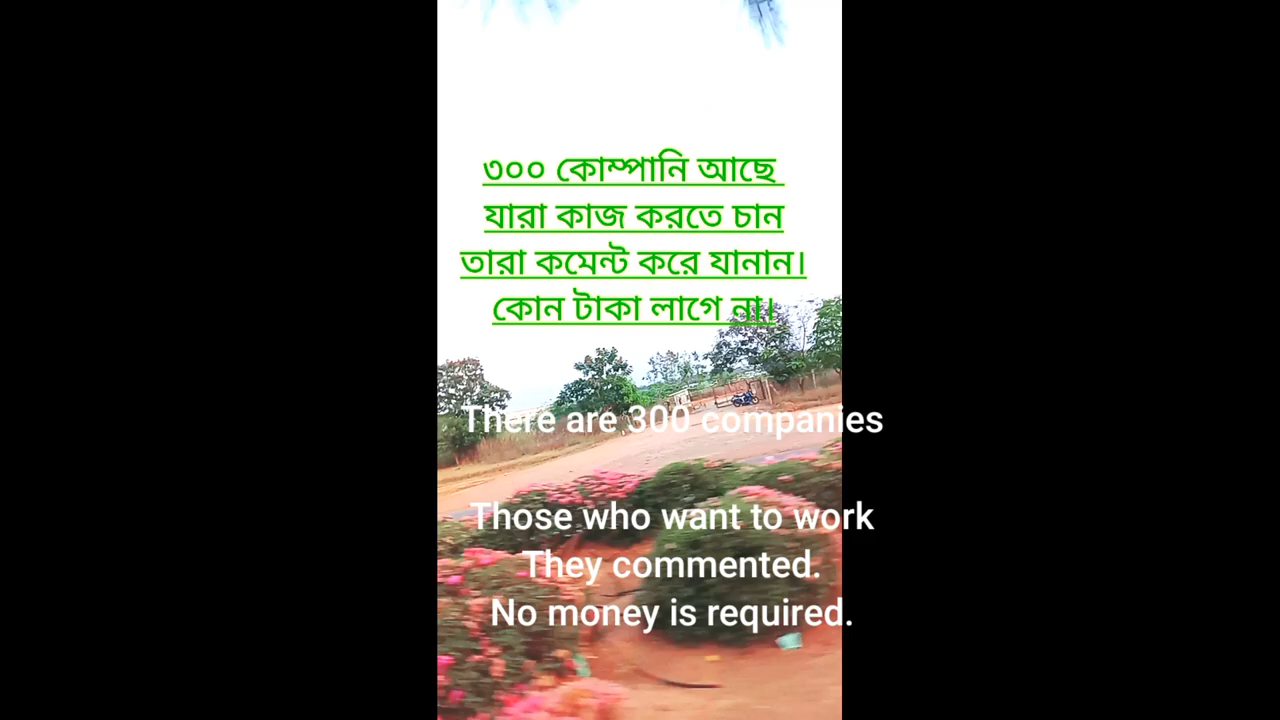 ৩০০ কোম্পানি আছে
যারা কাজ করতে চান
তারা কমেন্ট করে যানান।
কোন টাকা লাগে না।
There are 300 companies
Those who want to work
They commented.
No money is required.